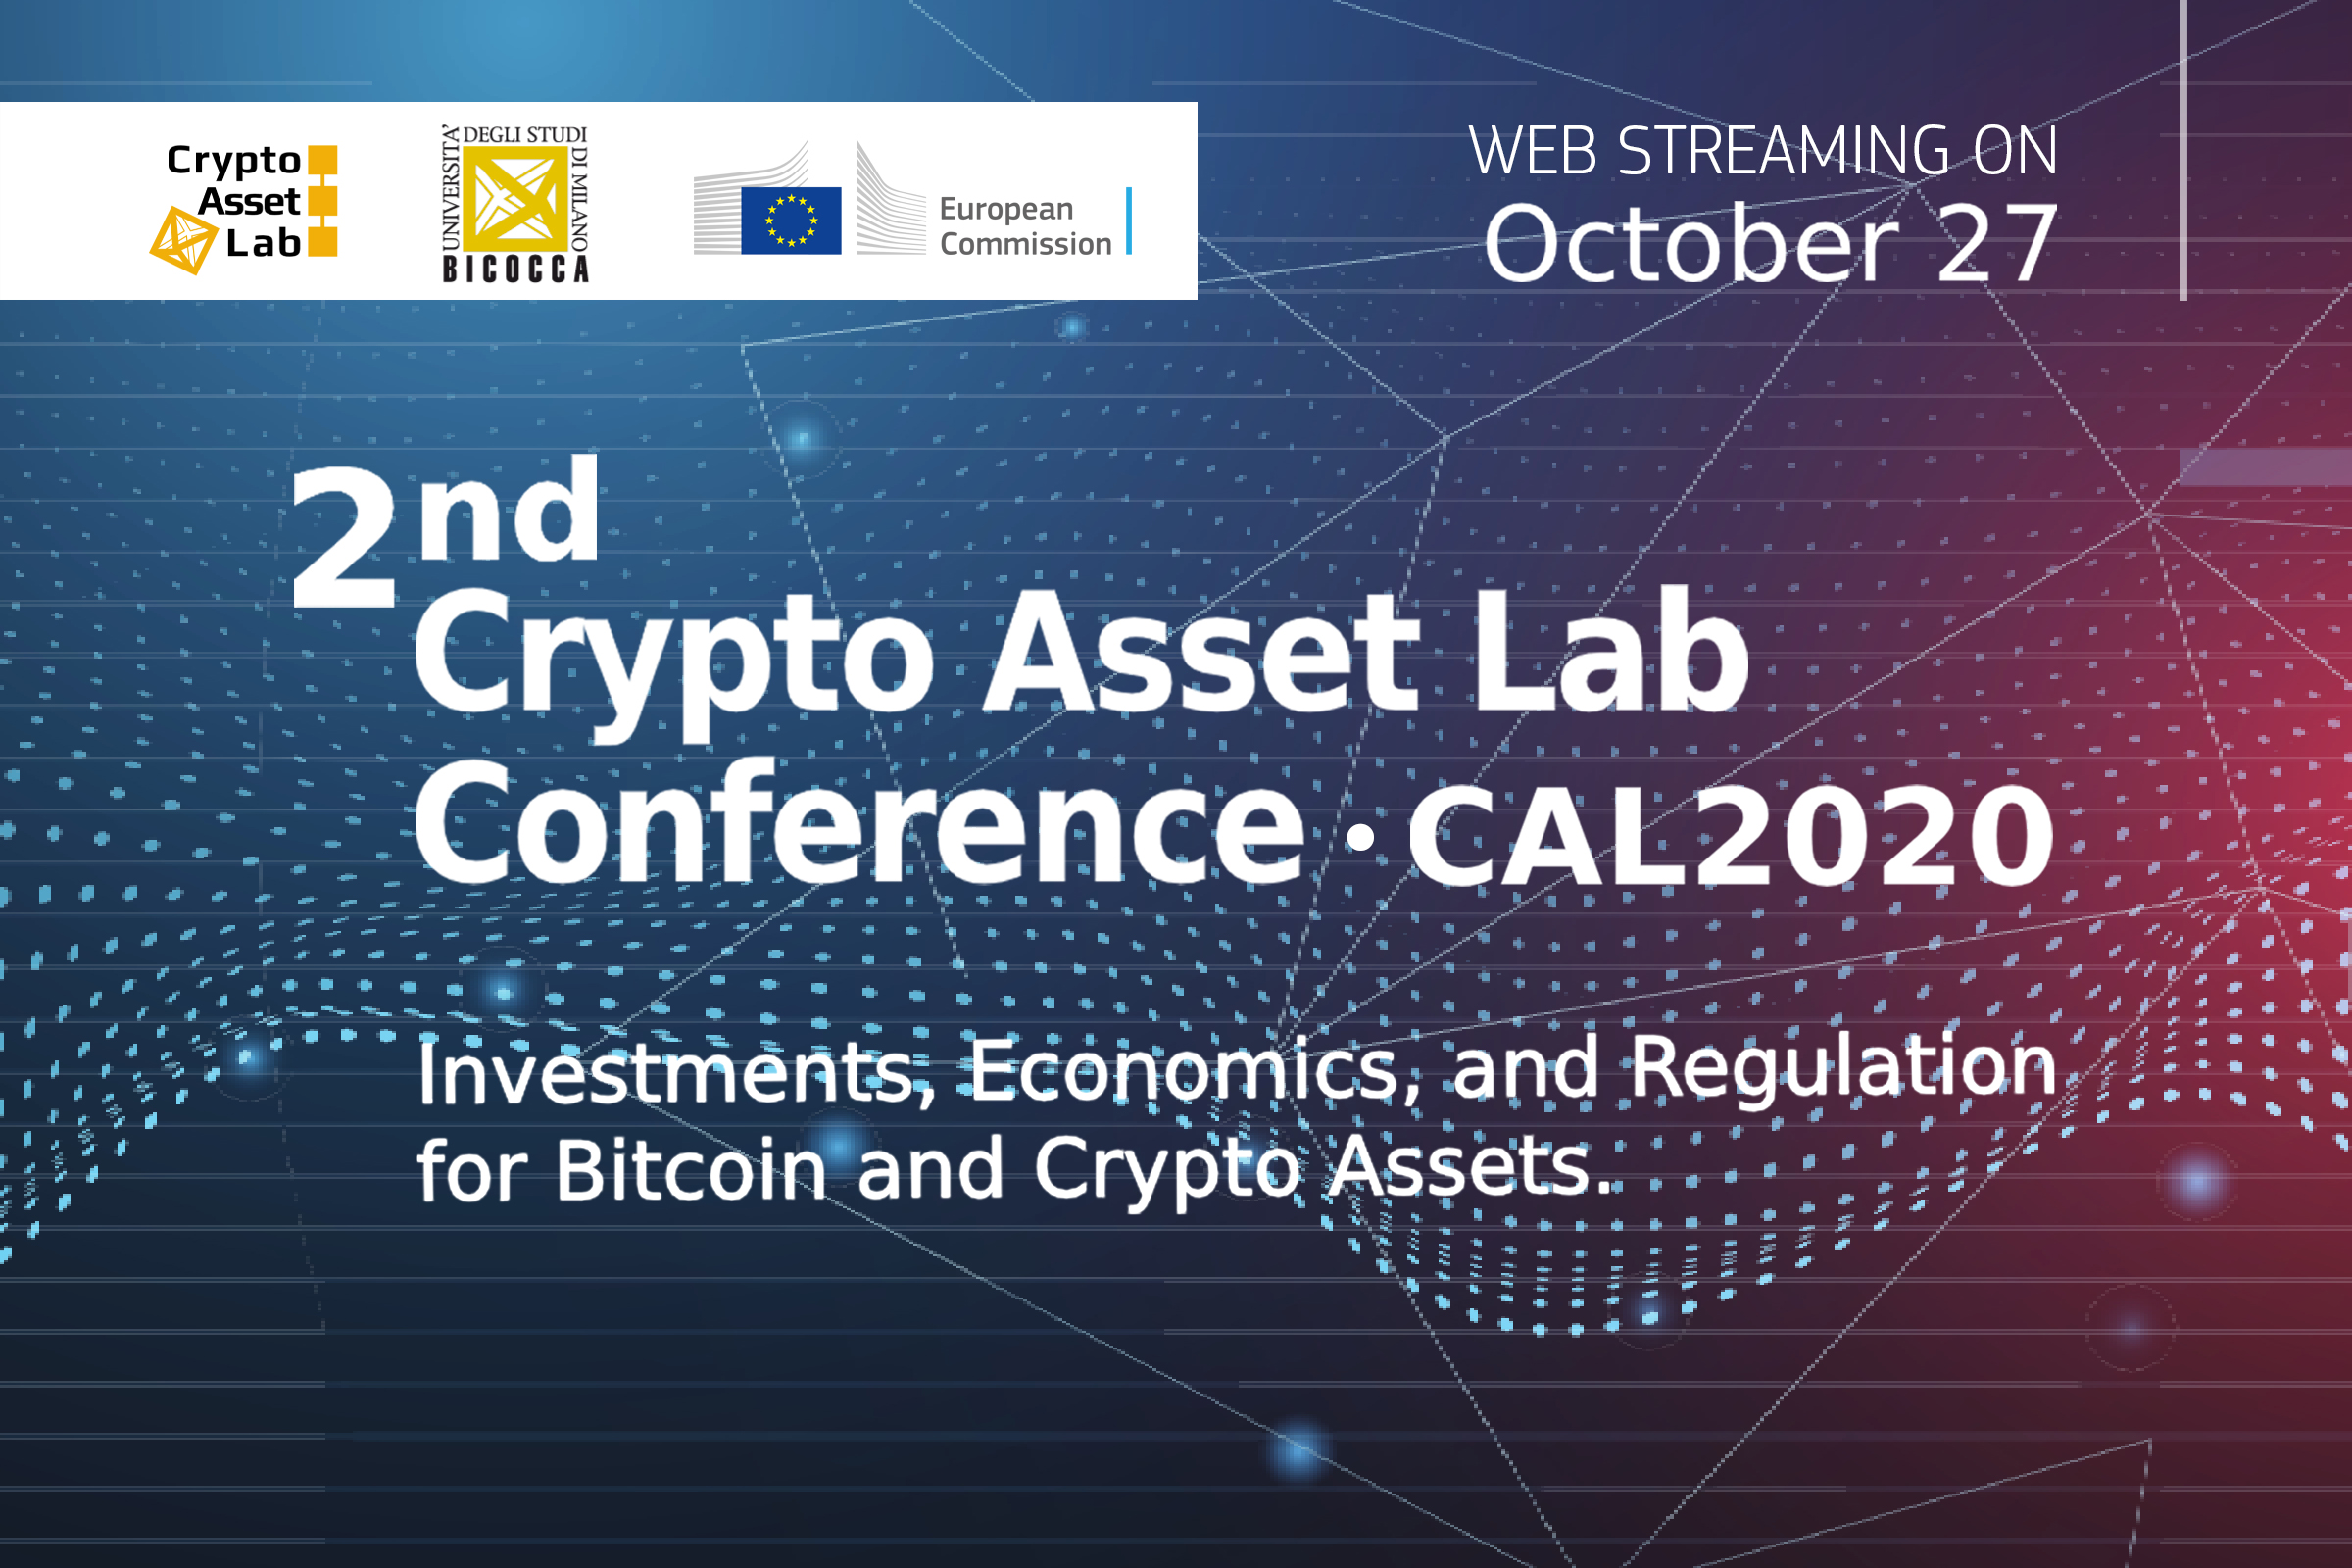 Crypto
Asset
Lab
UNIVERSITA'
DEGLI STUDI
DI MILANO
BICOCCA
European
Commission
WEB STREAMING ON
October 27
2nd
Crypto Asset Lab
Conference · CAL2020
Investments, Economics, and Regulation
for Bitcoin and Crypto Assets.